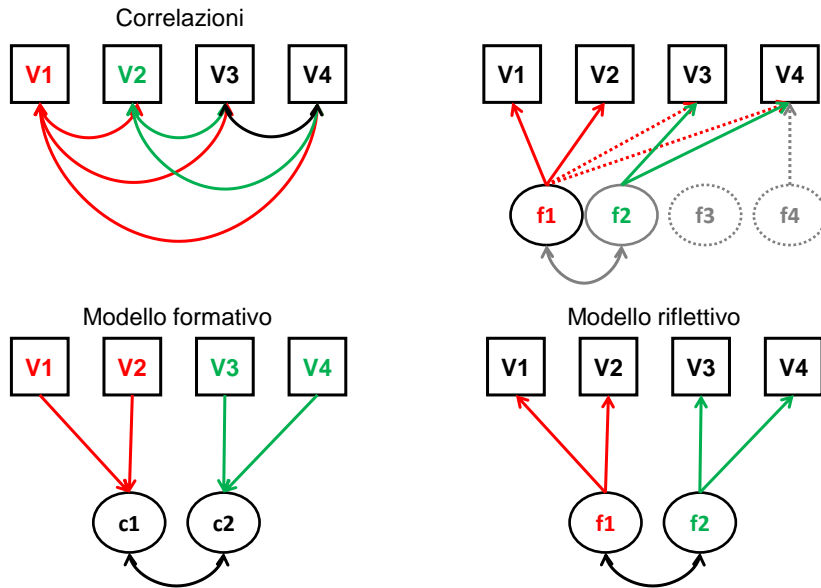 Correlazioni
V1 V2 V3 V4
V1 V2 V3 V4
f1 f2 f3 f4
Modello formativo
V1 V2 V3 V4
c1 c2
Modello riflettivo
V1 V2 V3 V4
f1 f2